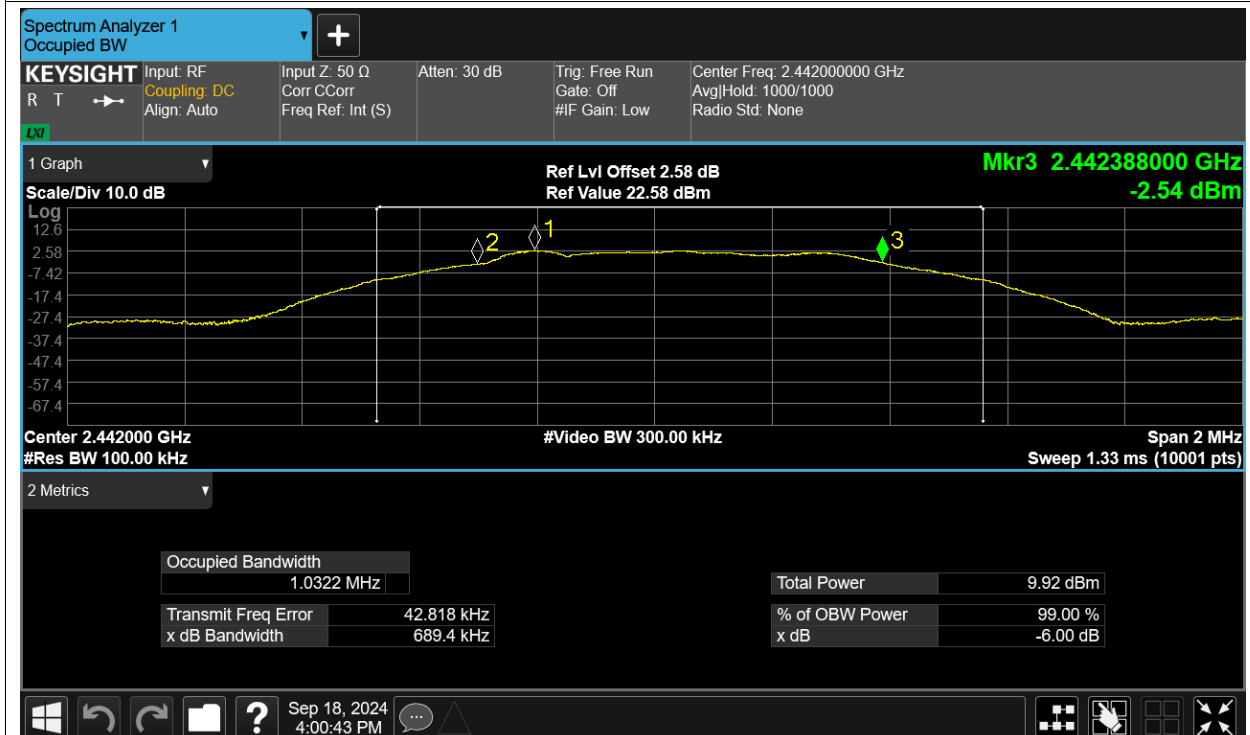 Spectrum Analyzer 1
Occupied BW
KEYSIGHT
R T
LXI
Input: RF
Coupling: DC
Align: Auto
Input Z: 50 Ω
Corr CCorr
Freq Ref: Int (S)
Atten: 30 dB
Trig: Free Run
Gate: Off
#IF Gain: Low
Center Freq: 2.442000000 GHz
Avg|Hold: 1000/1000
Radio Std: None
1 Graph
Scale/Div 10.0 dB
Ref Lvl Offset 2.58 dB
Ref Value 22.58 dBm
Mkr3 2.442388000 GHz
-2.54 dBm
Log
12.6
2.58
-7.42
-17.4
-27.4
-37.4
-47.4
-57.4
-67.4
2
1
3
Center 2.442000 GHz
#Res BW 100.00 kHz
#Video BW 300.00 kHz
Span 2 MHz
Sweep 1.33 ms (10001 pts)
2 Metrics
Occupied Bandwidth
1.0322 MHz
Transmit Freq Error 42.818 kHz
x dB Bandwidth 689.4 kHz
Total Power 9.92 dBm
% of OBW Power 99.00 %
x dB -6.00 dB
?
Sep 18, 2024
4:00:43 PM